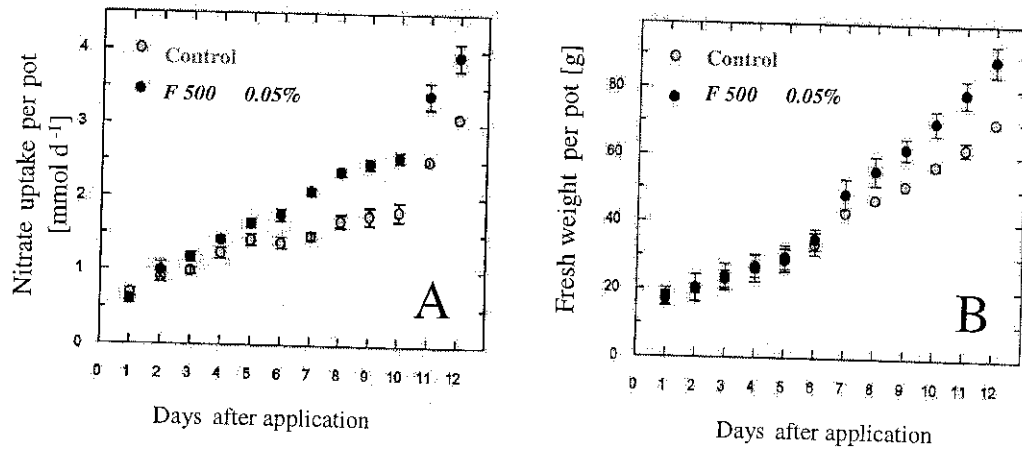 Nitrate uptake per pot
[mmol d -1]
4
3
2
1
0
Control
F 500 0.05%
A
0 1 2 3 4 5 6 7 8 9 10 11 12
Days after application
Fresh weight per pot [g]
80
60
40
20
0
Control
F 500 0.05%
B
0 1 2 3 4 5 6 7 8 9 10 11 12
Days after application